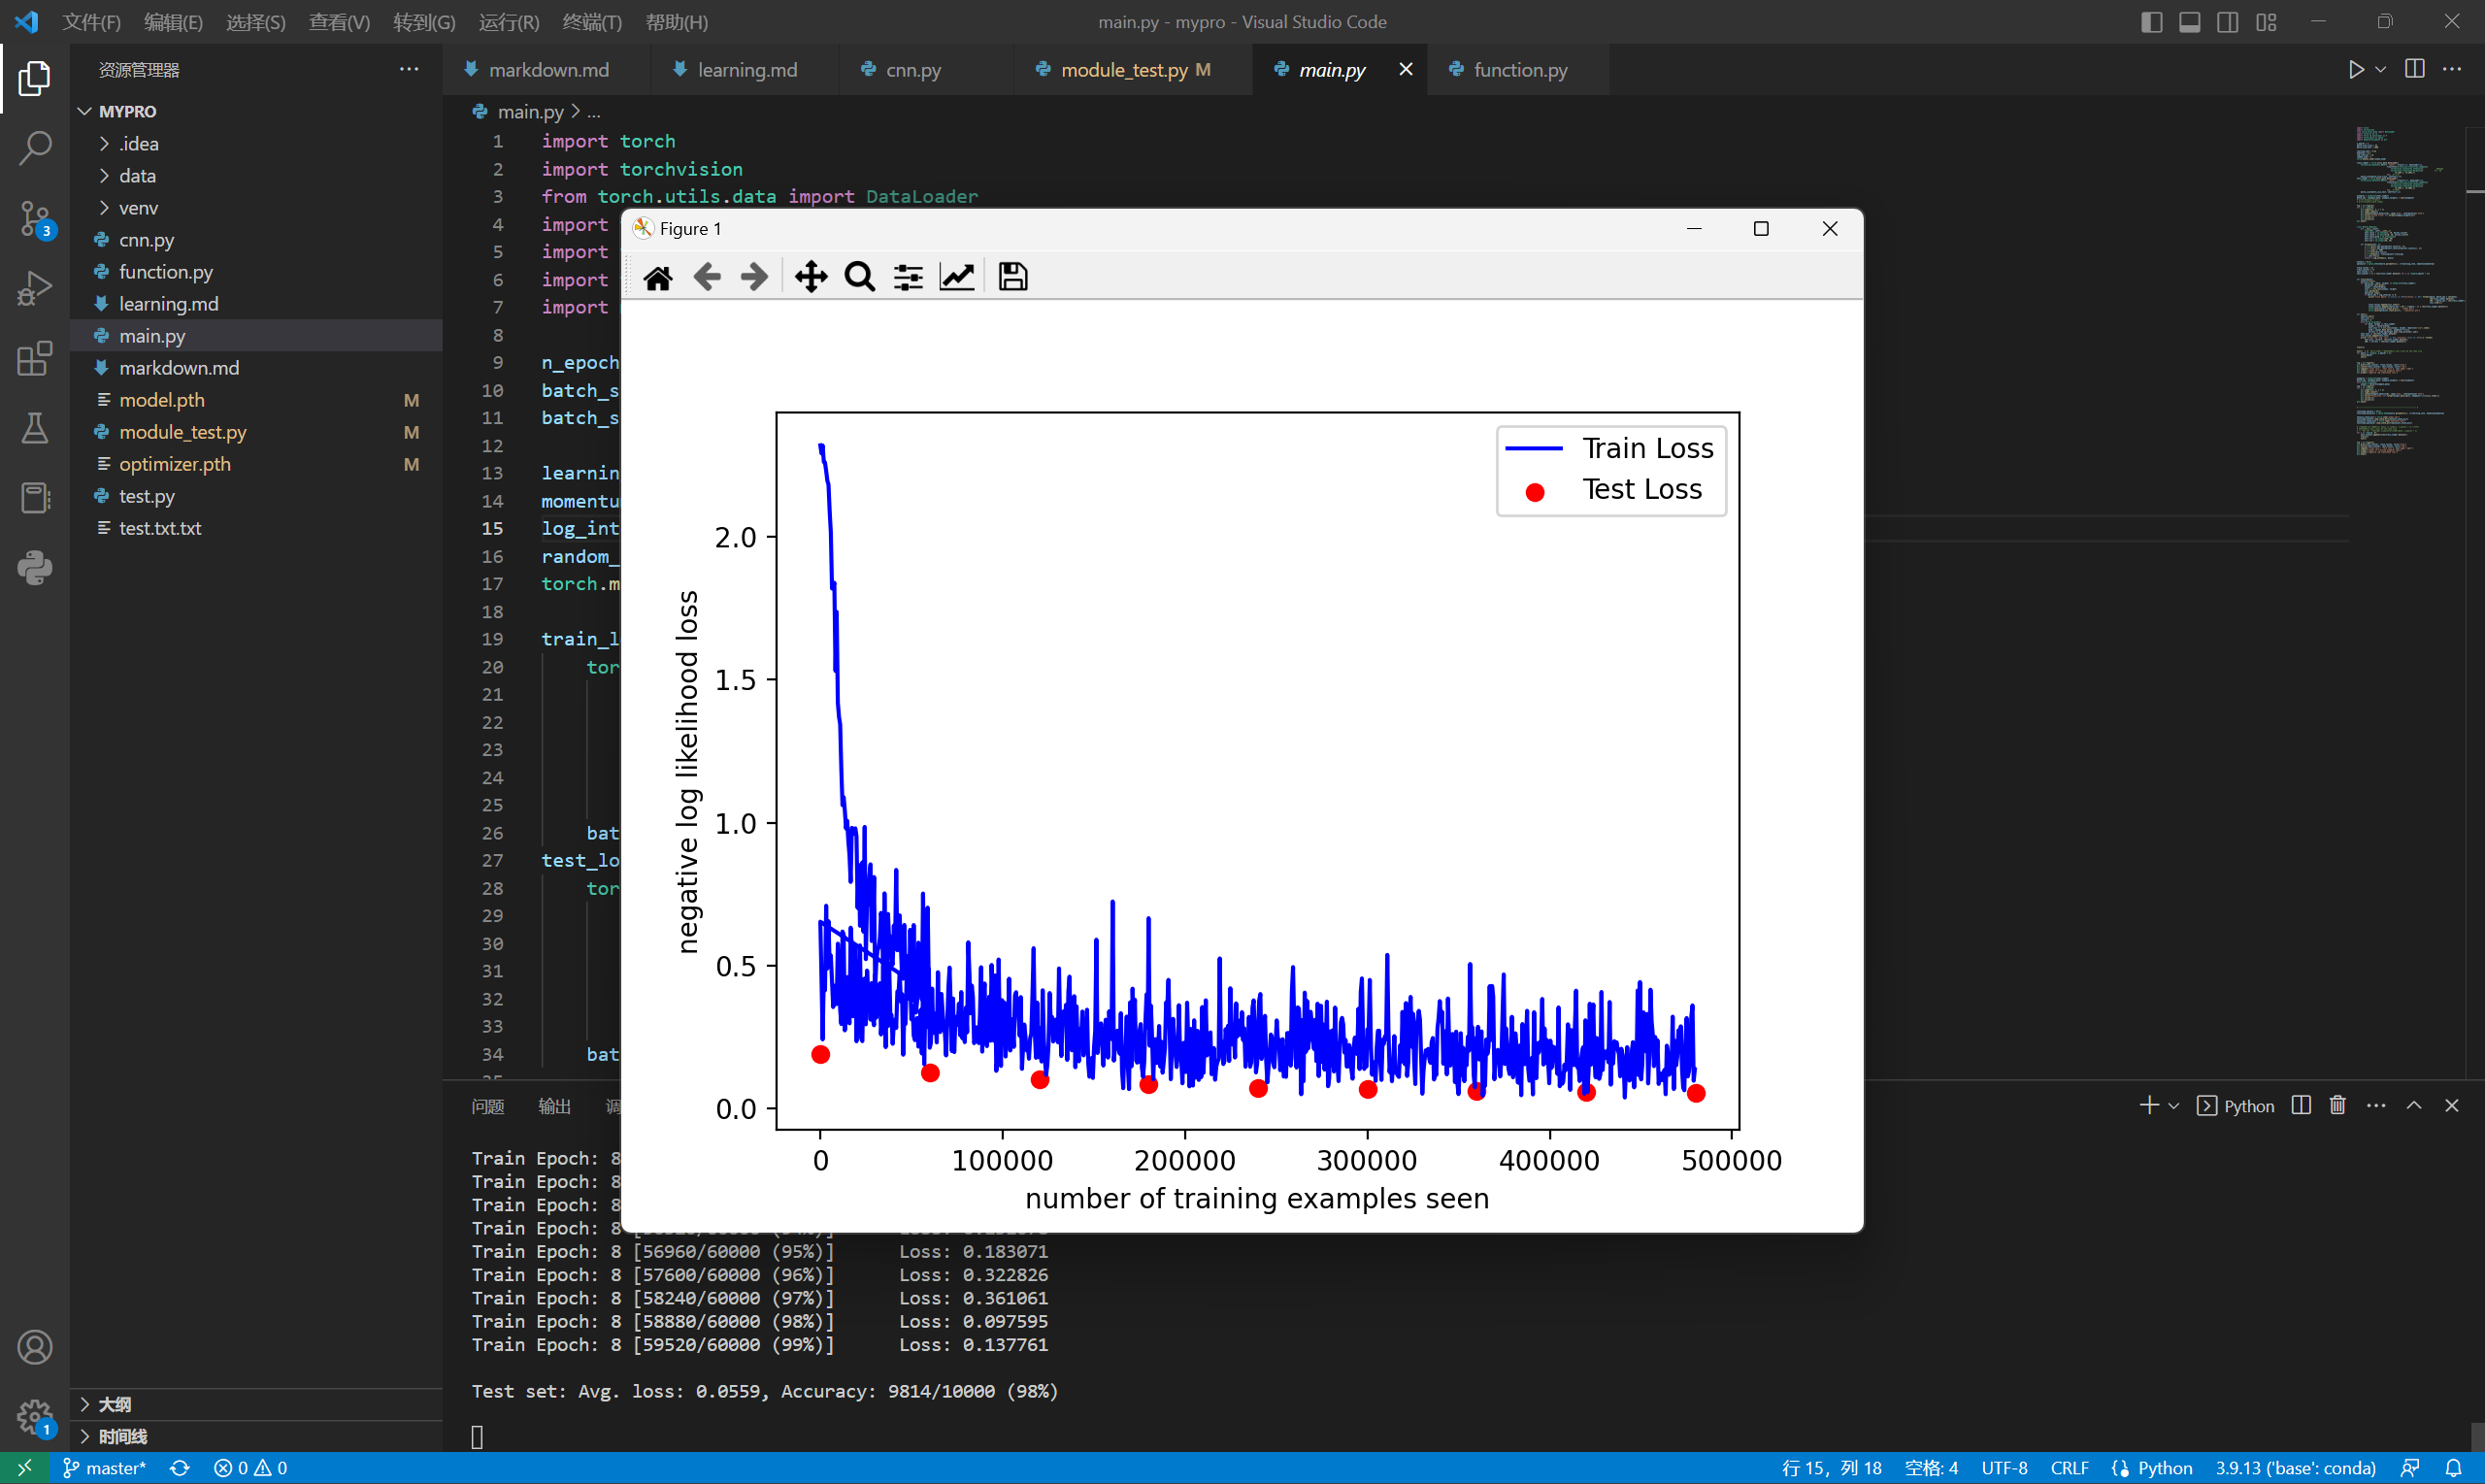 文件(F) 编辑(E) 选择(S) 查看(V) 转到(G) 运行(R) 终端(T) 帮助(H)
main.py - mypro - Visual Studio Code
资源管理器
MYPRO
.idea
data
venv
cnn.py
function.py
learning.md
main.py
markdown.md
model.pth M
module_test.py M
optimizer.pth M
test.py
test.txt.txt
大纲
时间线
3
1
markdown.md learning.md cnn.py module_test.py M main.py function.py
main.py > ...
1 import torch
2 import torchvision
3 from torch.utils.data import DataLoader
4 import
5 import
6 import
7 import
8
9 n_epoch
10 batch_s
11 batch_s
12
13 learnin
14 momentu
15 log_int
16 random_
17 torch.m
18
19 train_l
20 tor
21
22
23
24
25
26 bat
27 test_lo
28 tor
29
30
31
32
33
34 bat
Figure 1
Train Loss
Test Loss
negative log likelihood loss
2.0
1.5
1.0
0.5
0.0
0 100000 200000 300000 400000 500000
number of training examples seen
问题 输出 调
Python
Train Epoch: 8
Train Epoch: 8
Train Epoch: 8
Train Epoch: 8
Train Epoch: 8 [56960/60000 (95%)] Loss: 0.183071
Train Epoch: 8 [57600/60000 (96%)] Loss: 0.322826
Train Epoch: 8 [58240/60000 (97%)] Loss: 0.361061
Train Epoch: 8 [58880/60000 (98%)] Loss: 0.097595
Train Epoch: 8 [59520/60000 (99%)] Loss: 0.137761
Test set: Avg. loss: 0.0559, Accuracy: 9814/10000 (98%)
master* 0 0
行 15，列 18 空格: 4 UTF-8 CRLF Python 3.9.13 ('base': conda)